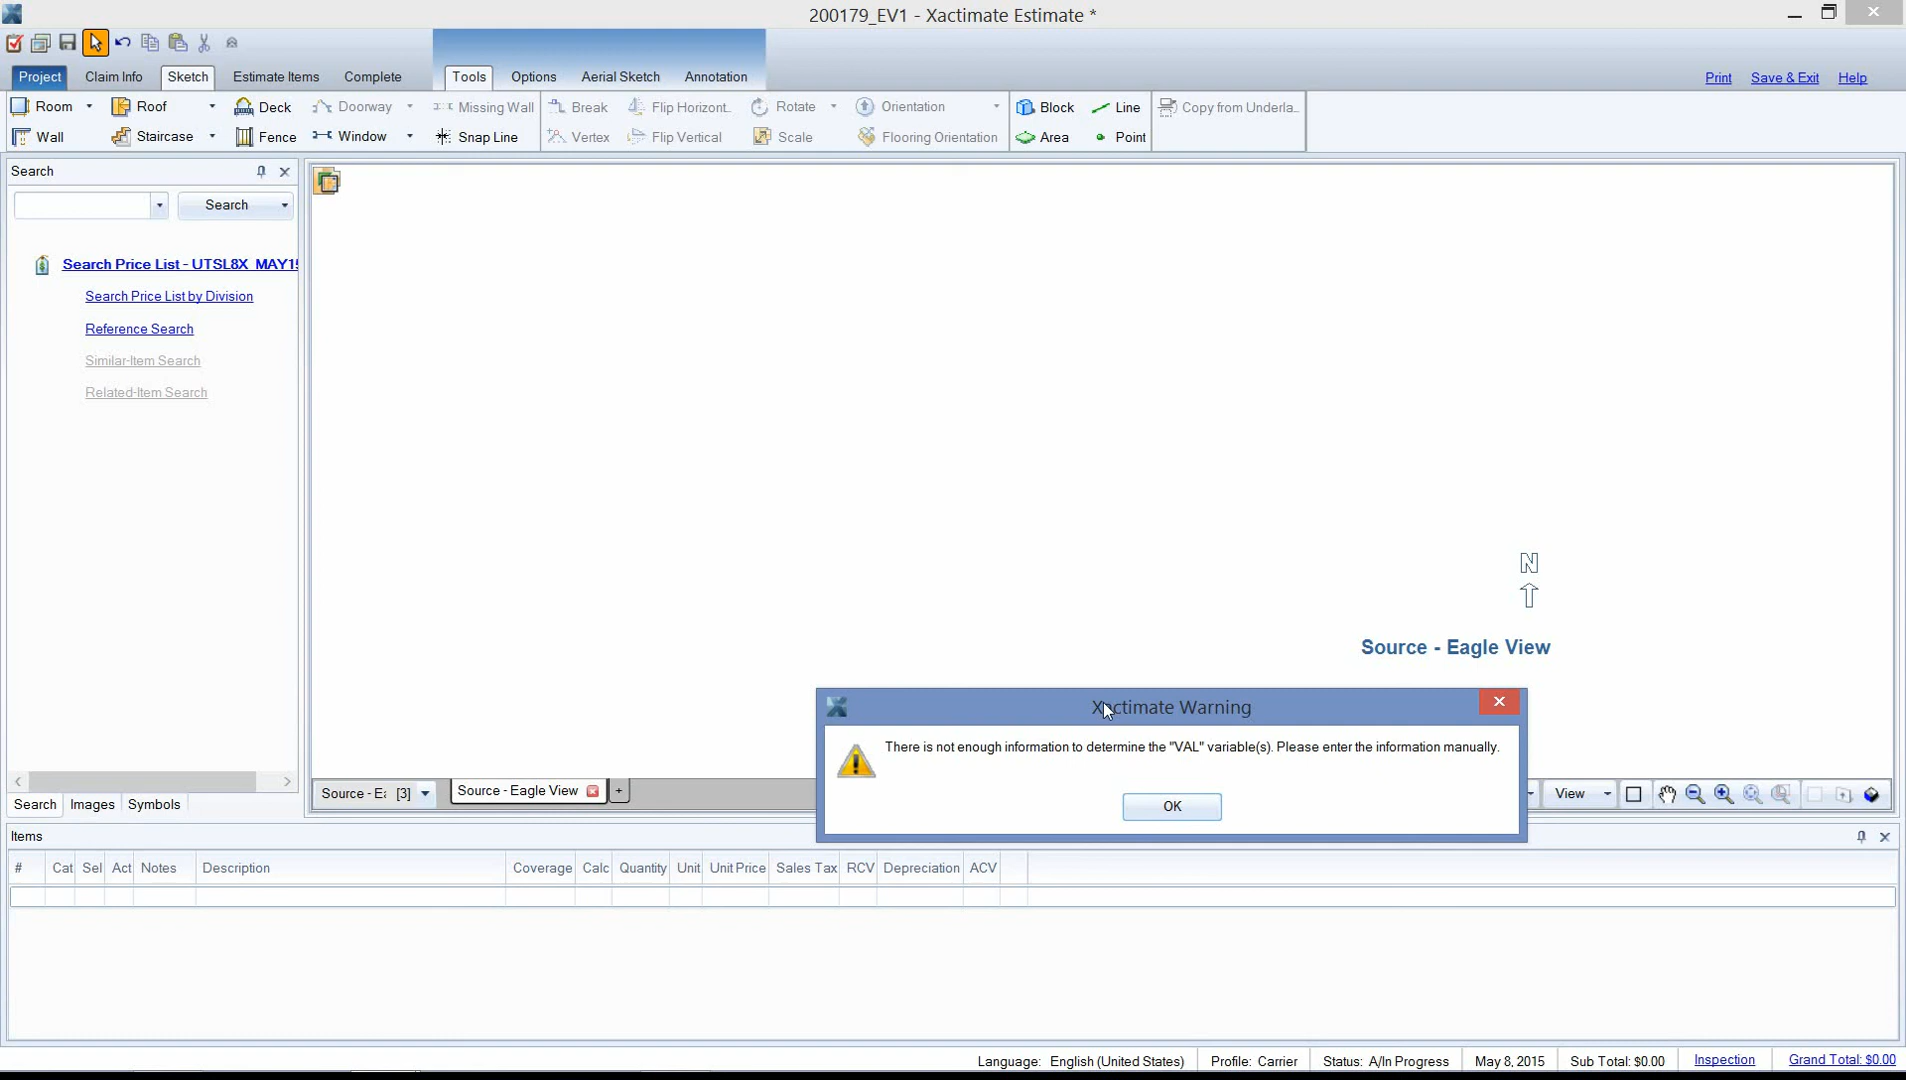 200179_EV1 - Xactimate Estimate *
Project Claim Info Sketch Estimate Items Complete Tools Options Aerial Sketch Annotation Print Save & Exit Help
Room Roof Deck Doorway Missing Wall Break Flip Horizont.. Rotate Orientation Block Line Copy from Underla..
Wall Staircase Fence Window Snap Line Vertex Flip Vertical Scale Flooring Orientation Area Point
Search
Search
Search Price List - UTSL8X_MAY15
Search Price List by Division
Reference Search
Similar-Item Search
Related-Item Search
N
Source - Eagle View
Xactimate Warning
There is not enough information to determine the "VAL" variable(s). Please enter the information manually.
OK
Source - Ea [3] Source - Eagle View + View
Search Images Symbols
Items
# Cat Sel Act Notes Description Coverage Calc Quantity Unit Unit Price Sales Tax RCV Depreciation ACV
Language: English (United States) Profile: Carrier Status: A/In Progress May 8, 2015 Sub Total: $0.00 Inspection Grand Total: $0.00